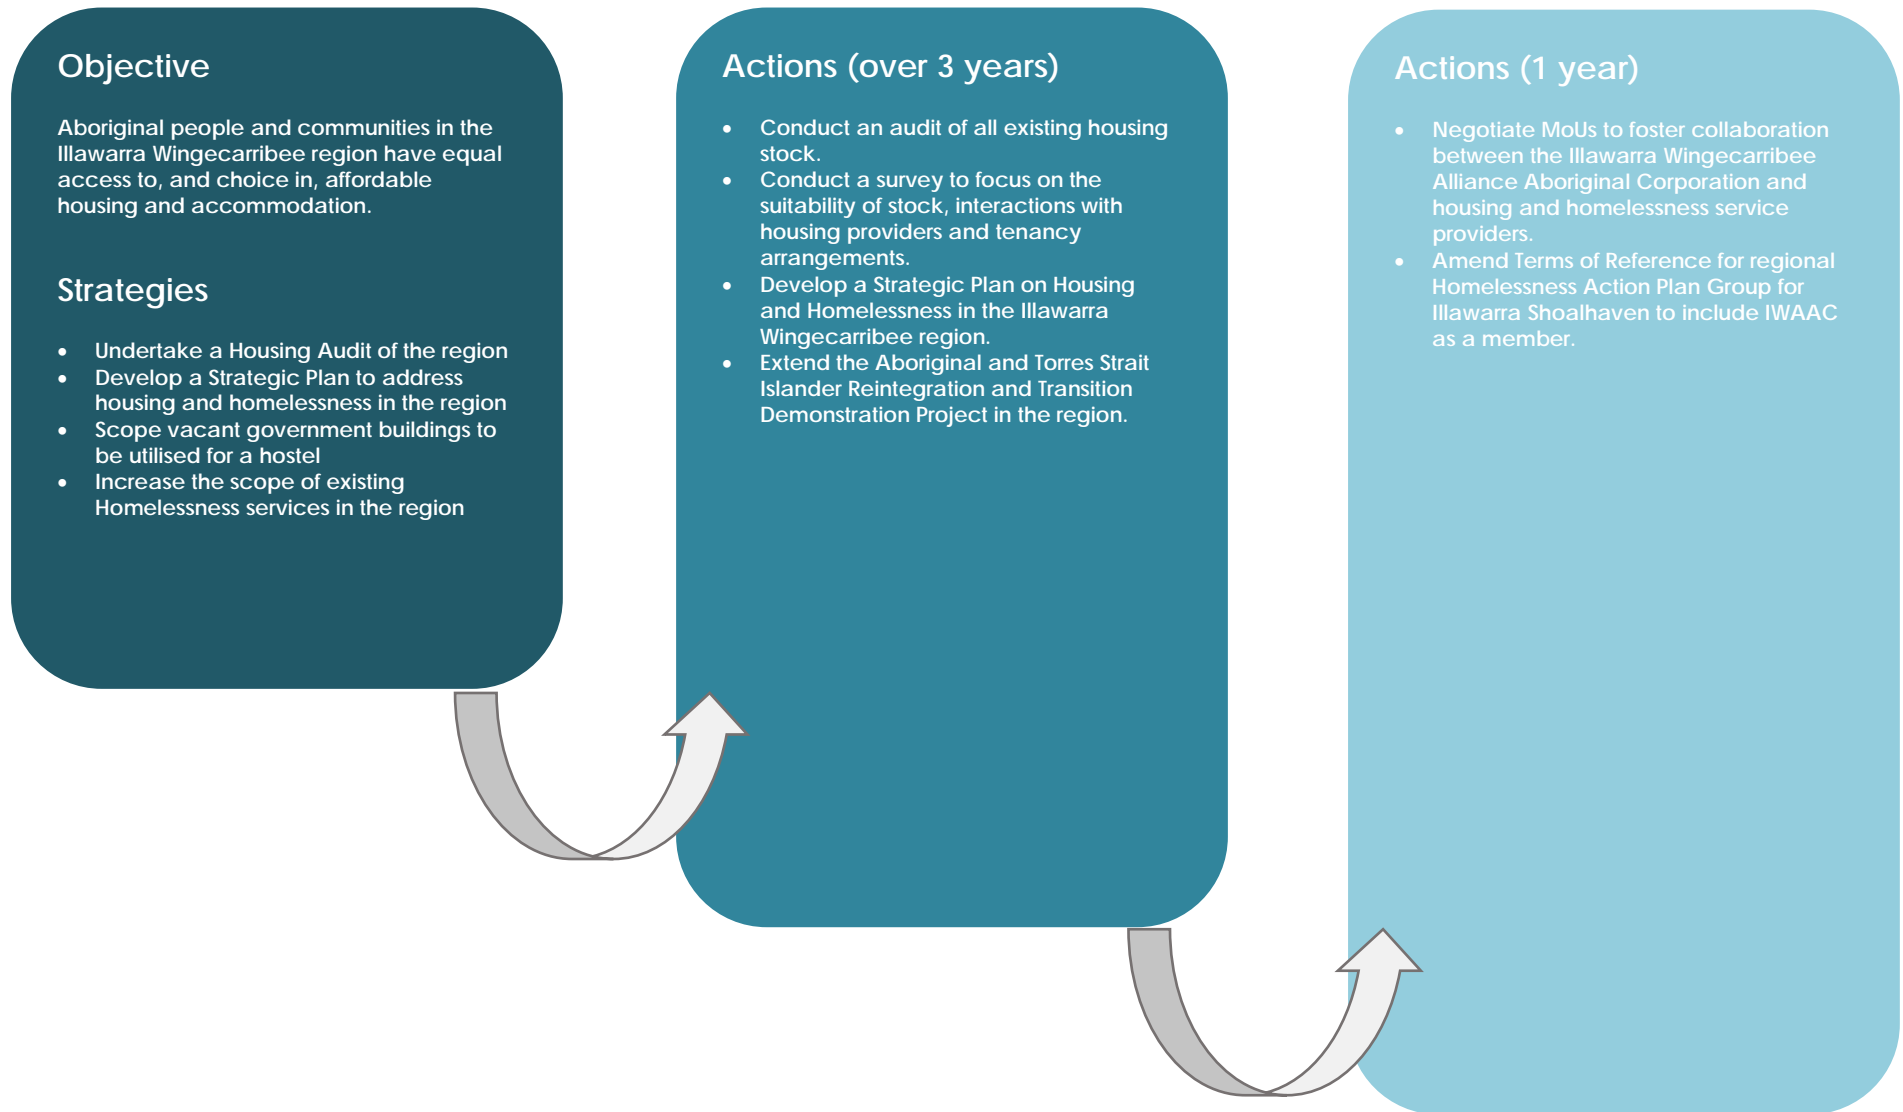 Objective
Aboriginal people and communities in the
Illawarra Wingecarribee region have equal
access to, and choice in, affordable
housing and accommodation.
Strategies
• Undertake a Housing Audit of the region
• Develop a Strategic Plan to address
housing and homelessness in the region
• Scope vacant government buildings to
be utilised for a hostel
• Increase the scope of existing
Homelessness services in the region
Actions (over 3 years)
• Conduct an audit of all existing housing
stock.
• Conduct a survey to focus on the
suitability of stock, interactions with
housing providers and tenancy
arrangements.
• Develop a Strategic Plan on Housing
and Homelessness in the Illawarra
Wingecarribee region.
• Extend the Aboriginal and Torres Strait
Islander Reintegration and Transition
Demonstration Project in the region.
Actions (1 year)
• Negotiate MoUs to foster collaboration
between the Illawarra Wingecarribee
Alliance Aboriginal Corporation and
housing and homelessness service
providers.
• Amend Terms of Reference for regional
Homelessness Action Plan Group for
Illawarra Shoalhaven to include IWAAC
as a member.